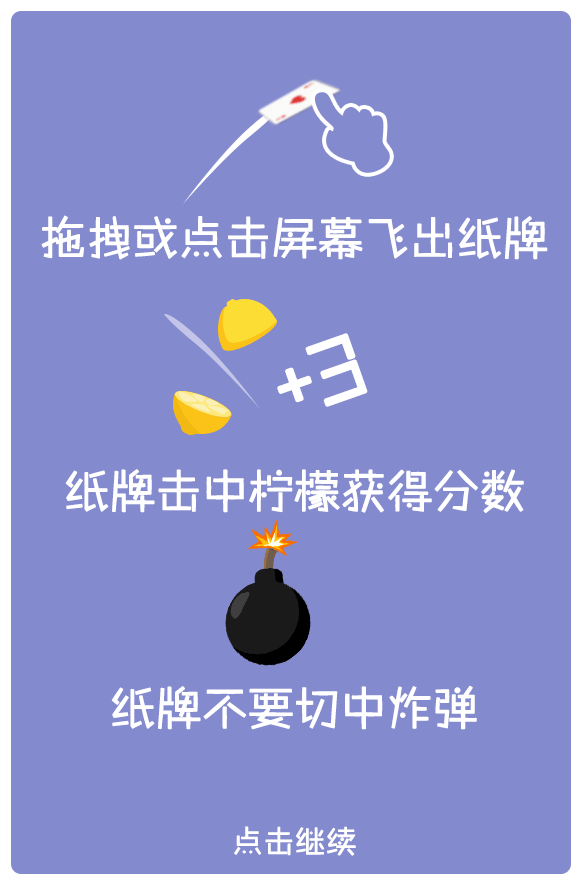 拖拽或点击屏幕飞出纸牌
+3
纸牌击中柠檬获得分数
纸牌不要切中炸弹
点击继续